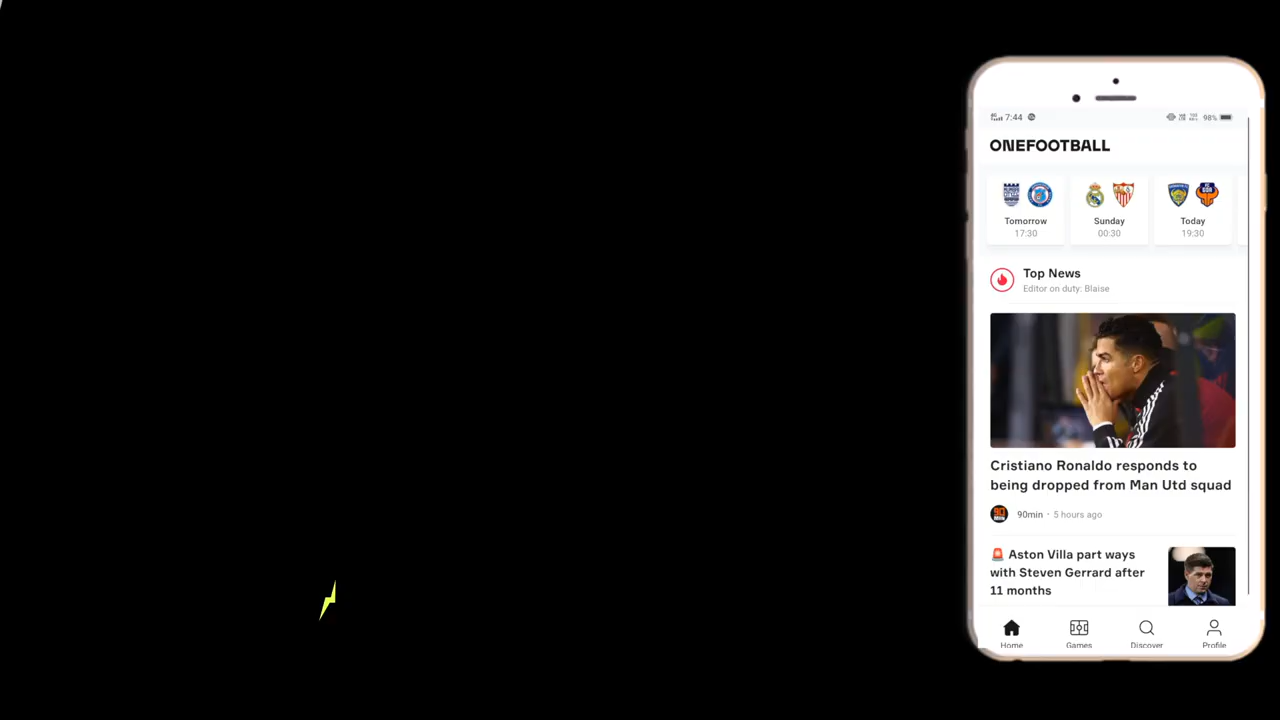 7:44 98%
ONEFOOTBALL
Tomorrow
17:30
Sunday
00:30
Today
19:30
Top News
Editor on duty: Blaise
Cristiano Ronaldo responds to
being dropped from Man Utd squad
90min · 5 hours ago
Aston Villa part ways
with Steven Gerrard after
11 months
Home Games Discover Profile